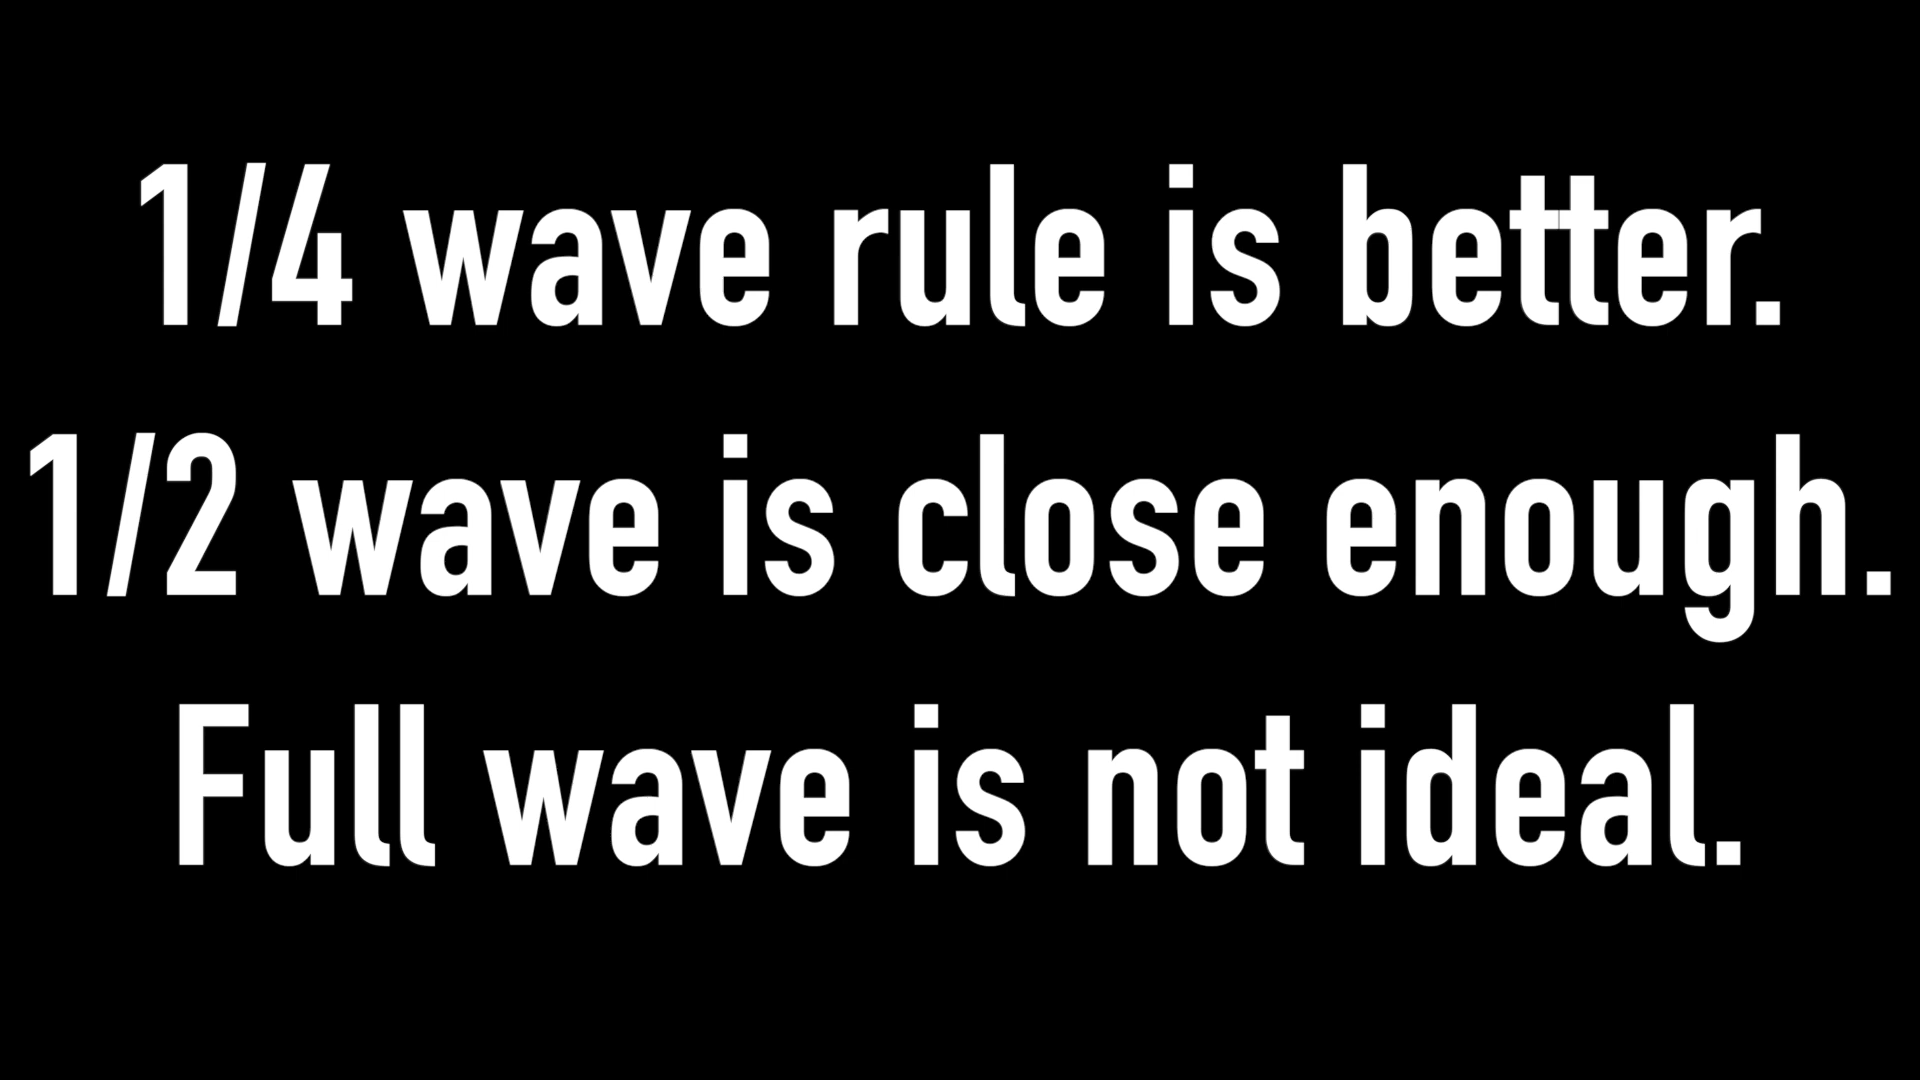 1/4 wave rule is better.
1/2 wave is close enough.
Full wave is not ideal.